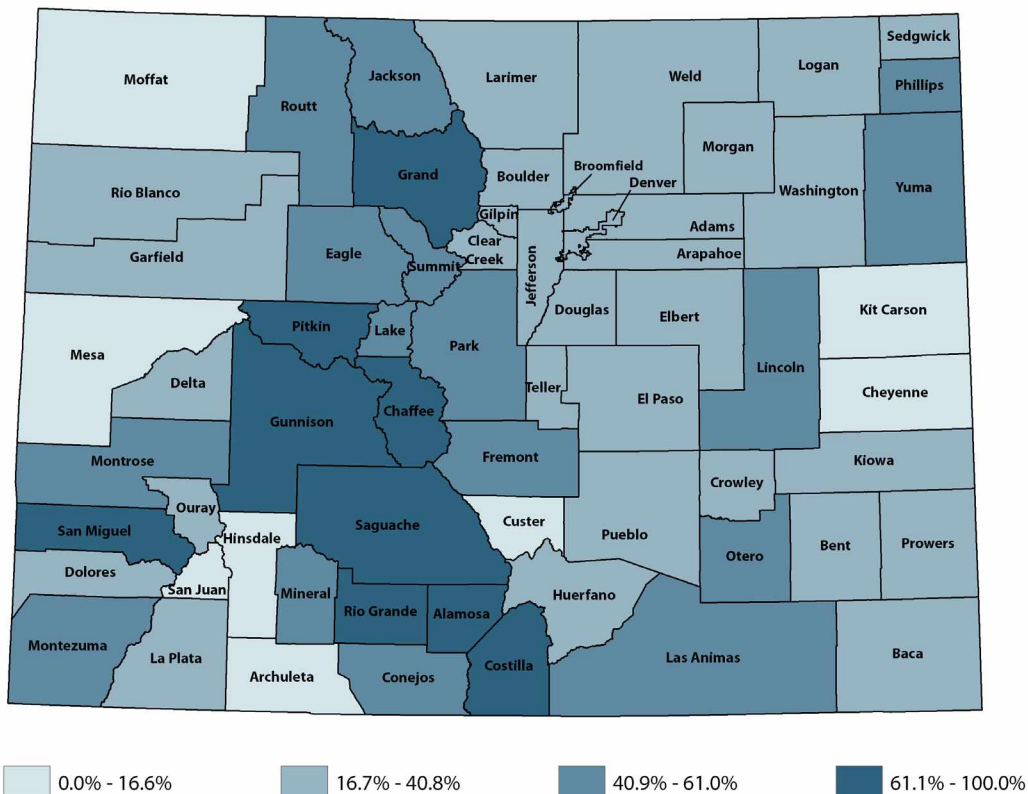 Moffat
Routt
Jackson
Larimer
Weld
Logan
Sedgwick
Phillips
Morgan
Washington
Yuma
Rio Blanco
Grand
Boulder
Broomfield
Denver
Gilpin
Clear
Creek
Jefferson
Adams
Arapahoe
Garfield
Eagle
Summit
Douglas
Elbert
Lincoln
Kit Carson
Mesa
Pitkin
Lake
Park
Delta
Teller
El Paso
Cheyenne
Gunnison
Chaffee
Montrose
Fremont
Kiowa
Crowley
Ouray
San Miguel
Hinsdale
Saguache
Custer
Pueblo
Otero
Bent
Prowers
Dolores
San Juan
Mineral
Rio Grande
Alamosa
Huerfano
Montezuma
La Plata
Archuleta
Conejos
Costilla
Las Animas
Baca
0.0% - 16.6%
16.7% - 40.8%
40.9% - 61.0%
61.1% - 100.0%